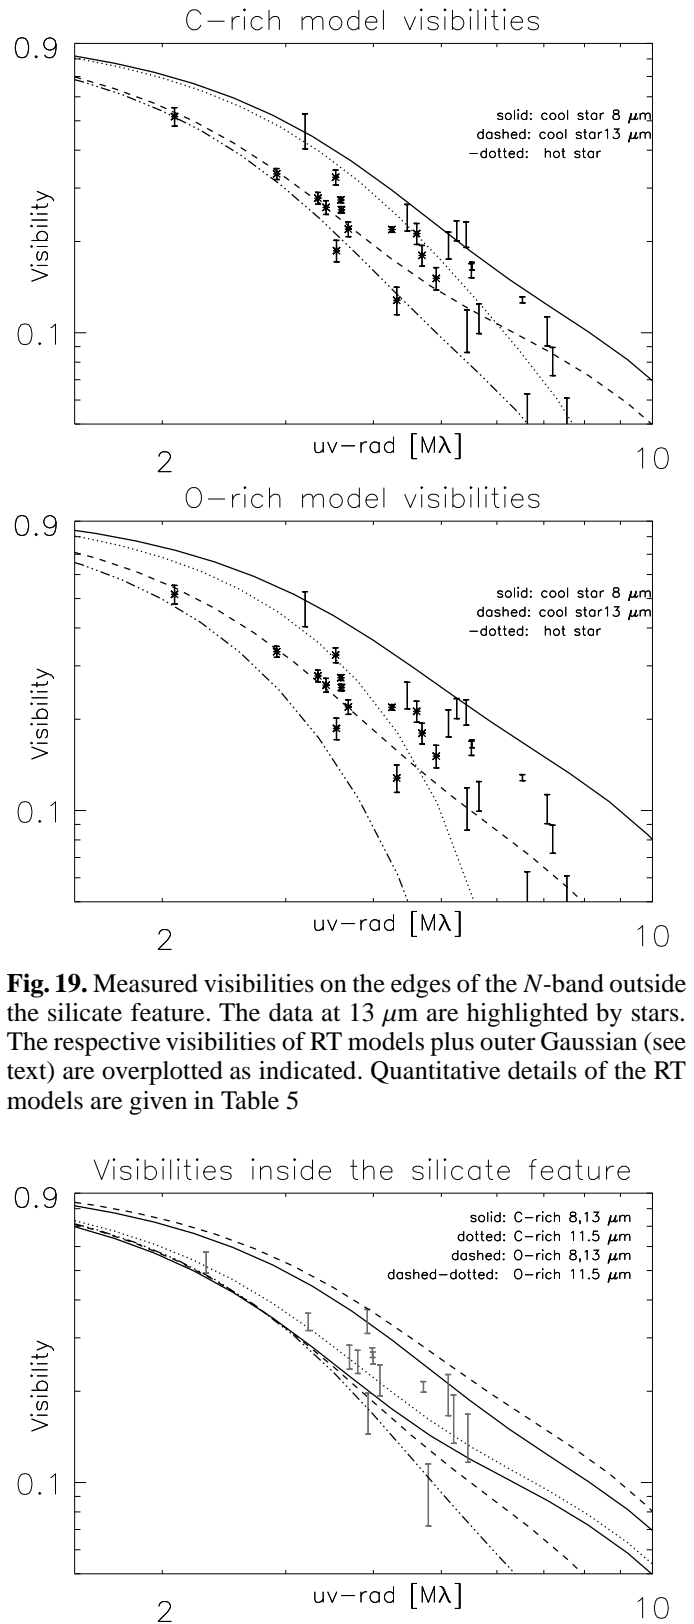 C-rich model visibilities
0.9
solid: cool star 8 μm
dashed: cool star13 μm
-dotted: hot star
Visibility
0.1
uv-rad [Mλ]
2
10
O-rich model visibilities
0.9
solid: cool star 8 μm
dashed: cool star13 μm
-dotted: hot star
Visibility
0.1
uv-rad [Mλ]
2
10
Fig. 19. Measured visibilities on the edges of the N-band outside
the silicate feature. The data at 13 μm are highlighted by stars.
The respective visibilities of RT models plus outer Gaussian (see
text) are overplotted as indicated. Quantitative details of the RT
models are given in Table 5
Visibilities inside the silicate feature
0.9
solid: C-rich 8,13 μm
dotted: C-rich 11.5 μm
dashed: O-rich 8,13 μm
dashed-dotted: O-rich 11.5 μm
Visibility
0.1
uv-rad [Mλ]
2
10